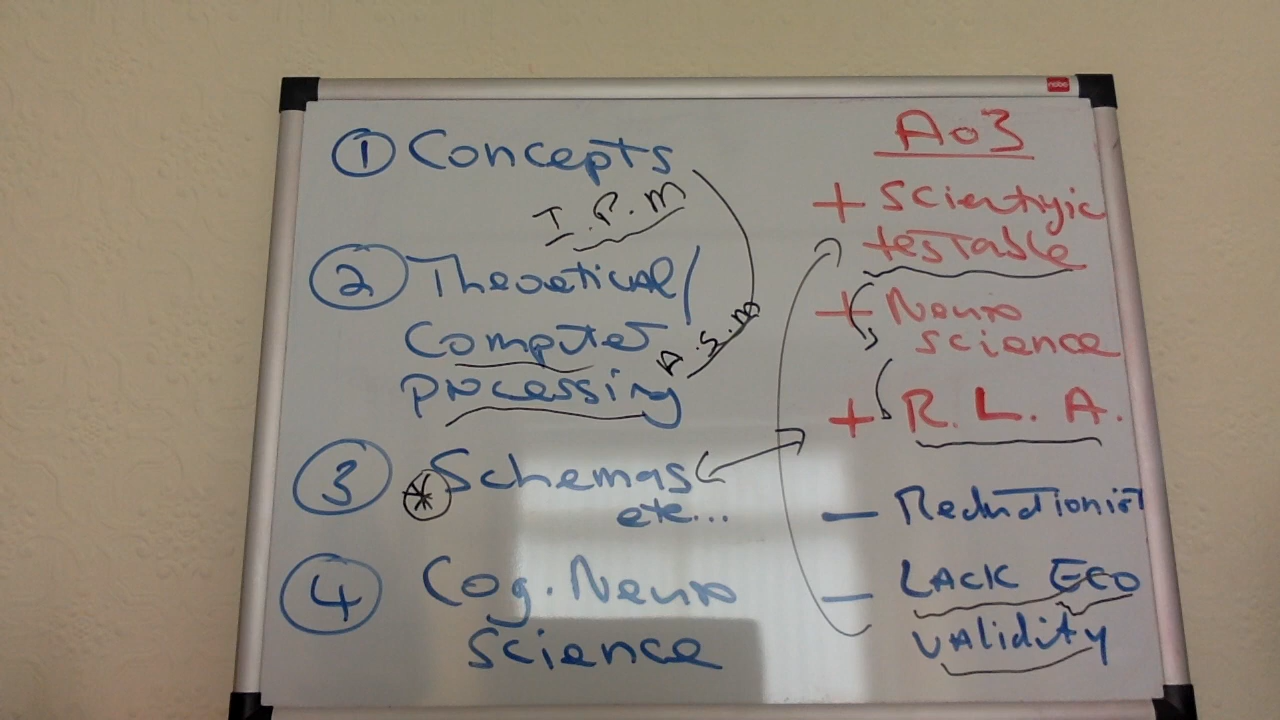 ① Concepts
I.P.M
② Theoretical/
Computer
processing
A.S.M
③ *Schemas
etc...
④ Cog. Neuro
Science
Ao3
+ Scientific
testable
+ Neuro
science
+ R.L.A.
– Reductionist
– LACK Eco
validity
nobo